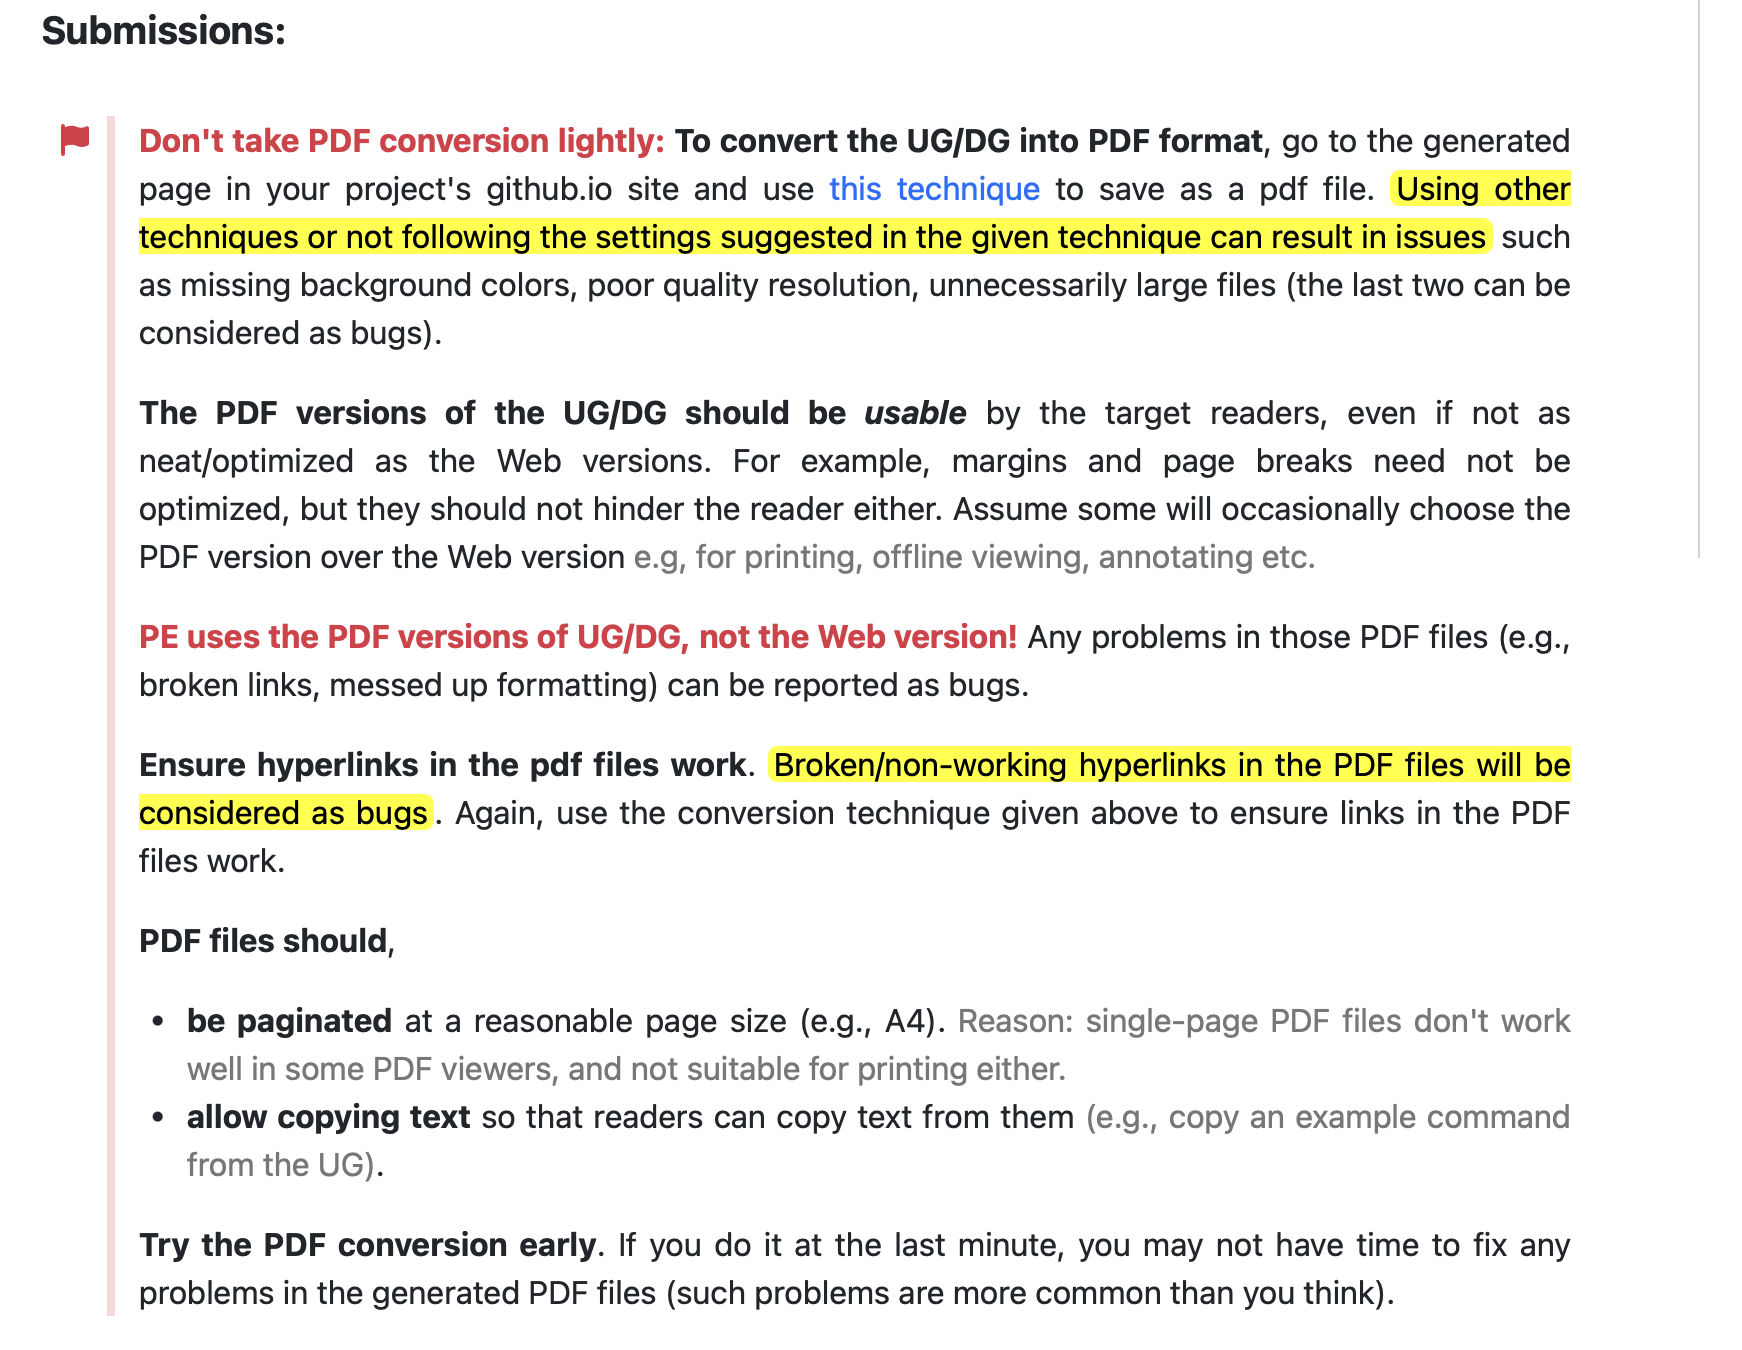 Submissions:
Don't take PDF conversion lightly: To convert the UG/DG into PDF format, go to the generated
page in your project's github.io site and use this technique to save as a pdf file. Using other
techniques or not following the settings suggested in the given technique can result in issues such
as missing background colors, poor quality resolution, unnecessarily large files (the last two can be
considered as bugs).
The PDF versions of the UG/DG should be usable by the target readers, even if not as
neat/optimized as the Web versions. For example, margins and page breaks need not be
optimized, but they should not hinder the reader either. Assume some will occasionally choose the
PDF version over the Web version e.g, for printing, offline viewing, annotating etc.
PE uses the PDF versions of UG/DG, not the Web version! Any problems in those PDF files (e.g.,
broken links, messed up formatting) can be reported as bugs.
Ensure hyperlinks in the pdf files work. Broken/non-working hyperlinks in the PDF files will be
considered as bugs. Again, use the conversion technique given above to ensure links in the PDF
files work.
PDF files should,
• be paginated at a reasonable page size (e.g., A4). Reason: single-page PDF files don't work
well in some PDF viewers, and not suitable for printing either.
• allow copying text so that readers can copy text from them (e.g., copy an example command
from the UG).
Try the PDF conversion early. If you do it at the last minute, you may not have time to fix any
problems in the generated PDF files (such problems are more common than you think).